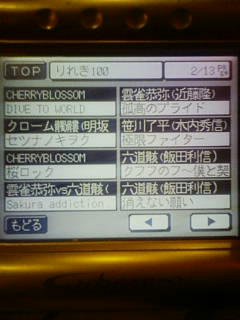 TOP りれき100 2/13
CHERRYBLOSSOM 雲雀恭弥(近藤隆)
DIVE TO WORLD 孤高のプライド
クローム髑髏(明坂 笹川了平(木内秀信)
セツナノキヲク 極限ファイター
CHERRYBLOSSOM 六道骸(飯田利信)
桜ロック クフフのフ〜僕と契
雲雀恭弥vs六道骸( 六道骸(飯田利信)
Sakura addiction 消えない願い
もどる